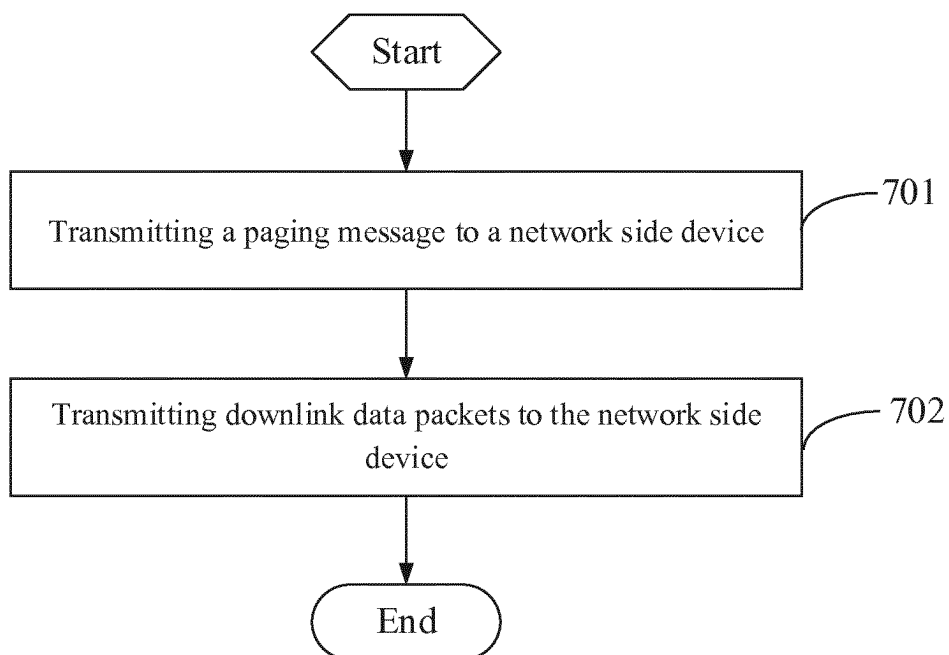 Start
Transmitting a paging message to a network side device
701
Transmitting downlink data packets to the network side
device
702
End